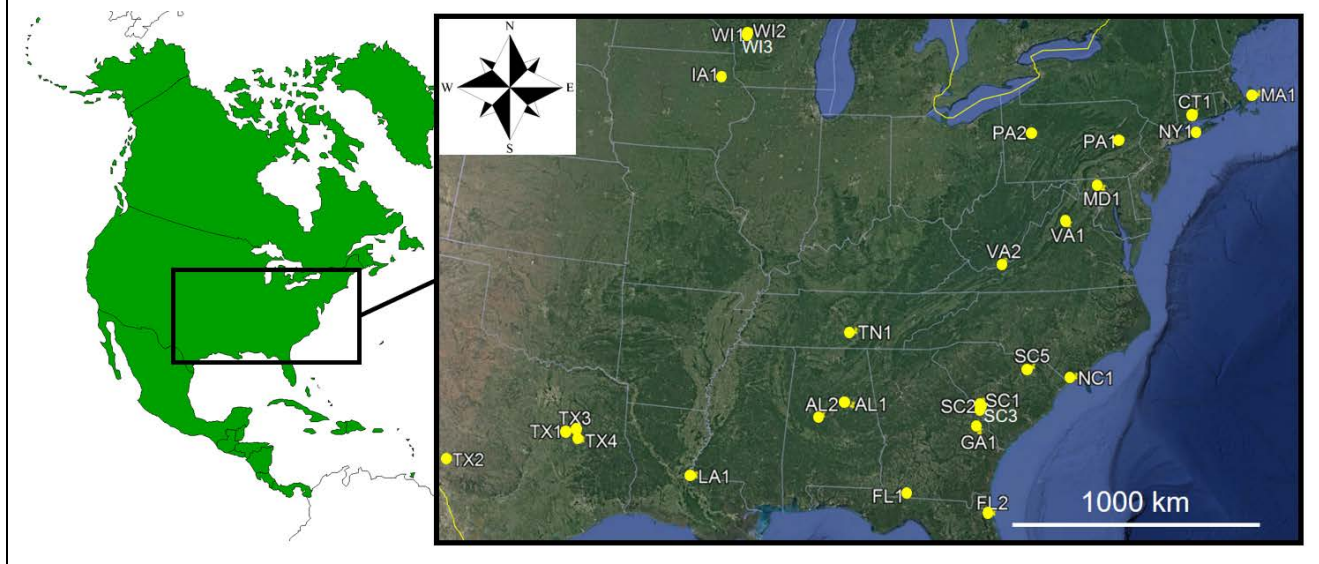 N
W E
S
WI1 WI2
WI3
IA1
MA1
CT1
NY1
PA2
PA1
MD1
VA1
VA2
TN1
SC5
NC1
AL2 AL1
SC2 SC1
SC3
GA1
TX3
TX1
TX4
TX2
LA1
FL1
FL2
1000 km